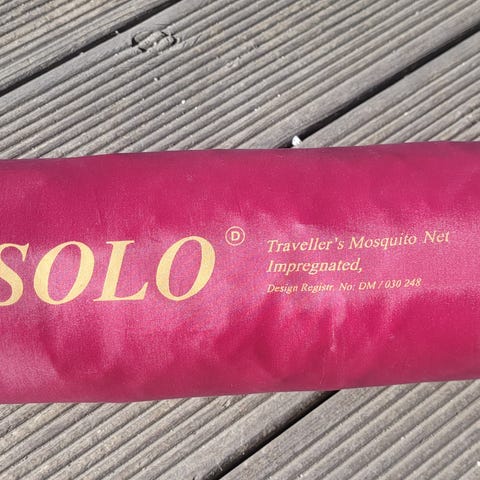 SOLO Ⓓ
Traveller's Mosquito Net
Impregnated,
Design Registr. No: DM / 030 248